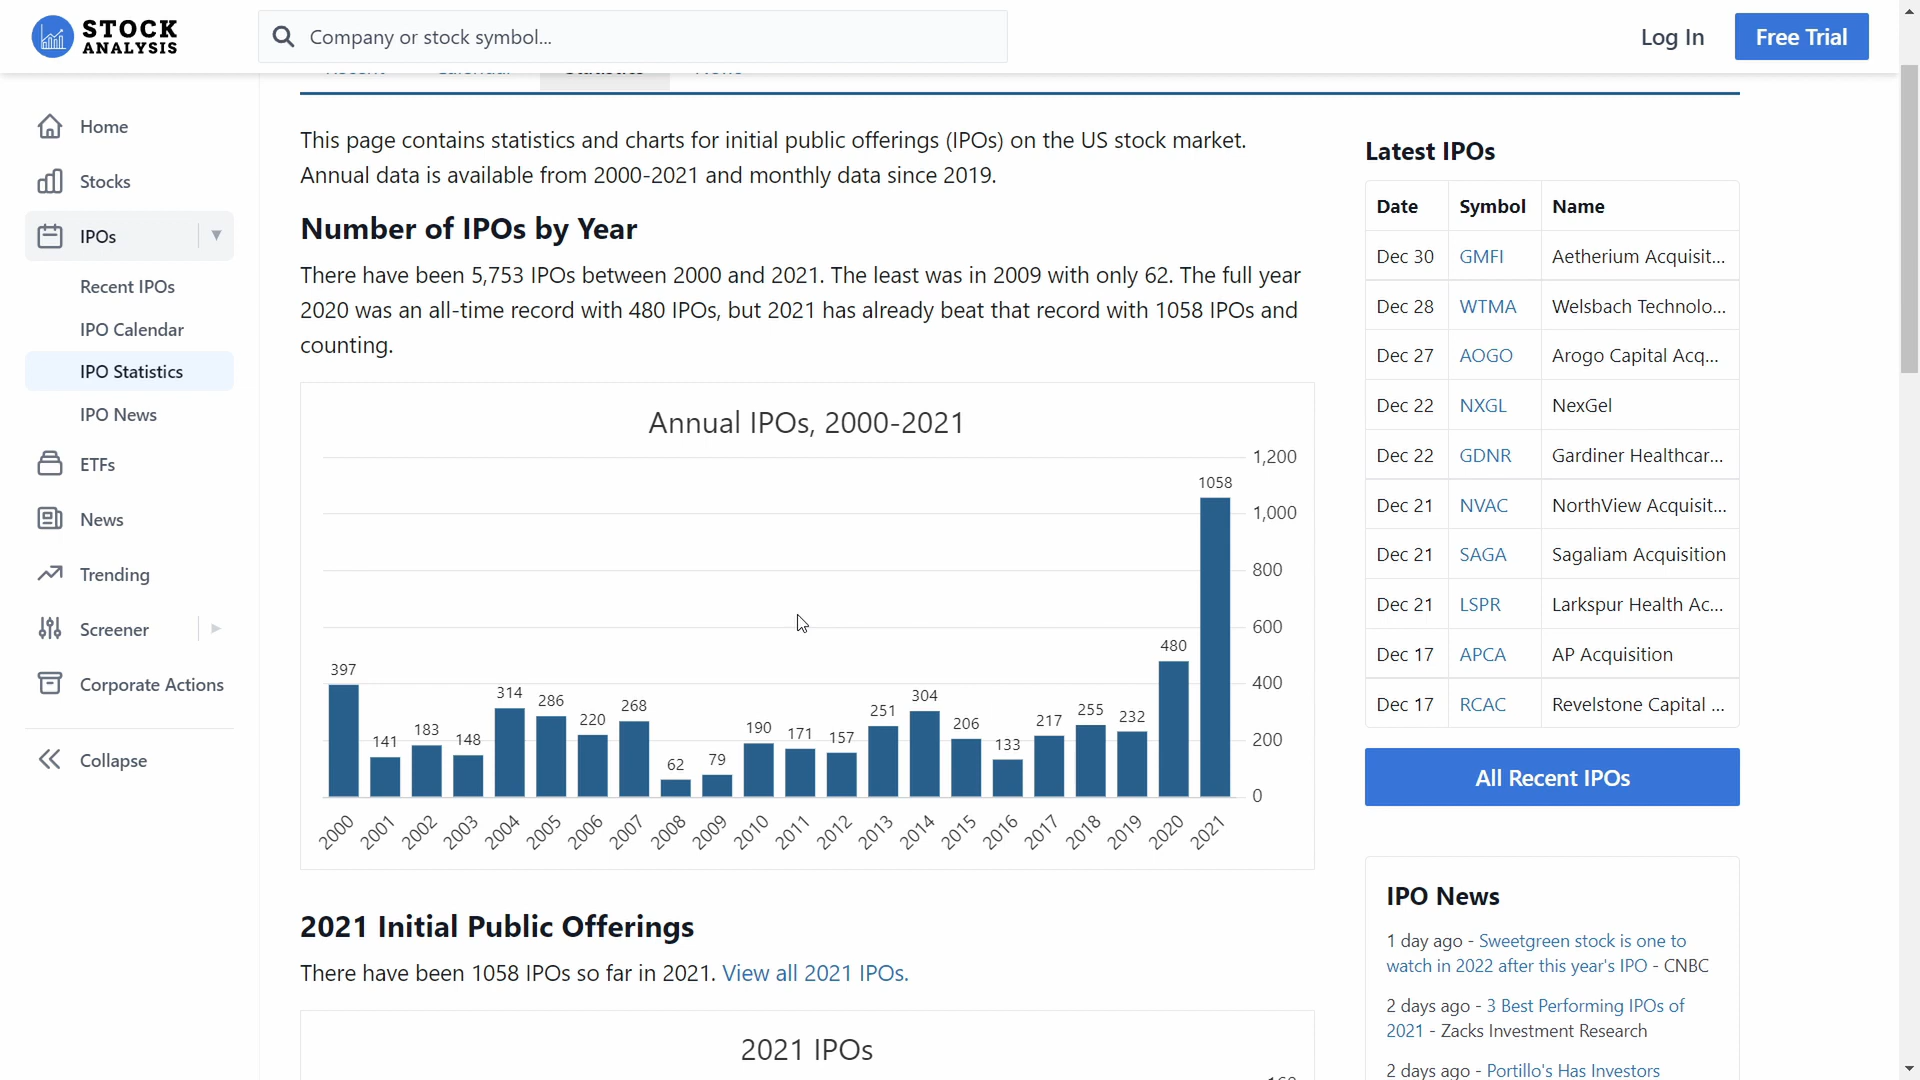 STOCK
ANALYSIS
Company or stock symbol...
Log In
Free Trial
Home
Stocks
IPOs
Recent IPOs
IPO Calendar
IPO Statistics
IPO News
ETFs
News
Trending
Screener
Corporate Actions
Collapse
This page contains statistics and charts for initial public offerings (IPOs) on the US stock market.
Annual data is available from 2000-2021 and monthly data since 2019.
Number of IPOs by Year
There have been 5,753 IPOs between 2000 and 2021. The least was in 2009 with only 62. The full year
2020 was an all-time record with 480 IPOs, but 2021 has already beat that record with 1058 IPOs and
counting.
Annual IPOs, 2000-2021
1,200
1,000
800
600
400
200
0
397
141
183
148
314
286
220
268
62
79
190
171
157
251
304
206
133
217
255
232
480
1058
2000
2001
2002
2003
2004
2005
2006
2007
2008
2009
2010
2011
2012
2013
2014
2015
2016
2017
2018
2019
2020
2021
2021 Initial Public Offerings
There have been 1058 IPOs so far in 2021. View all 2021 IPOs.
2021 IPOs
Latest IPOs
Date Symbol Name
Dec 30 GMFI Aetherium Acquisit...
Dec 28 WTMA Welsbach Technolo...
Dec 27 AOGO Arogo Capital Acq...
Dec 22 NXGL NexGel
Dec 22 GDNR Gardiner Healthcar...
Dec 21 NVAC NorthView Acquisit...
Dec 21 SAGA Sagaliam Acquisition
Dec 21 LSPR Larkspur Health Ac...
Dec 17 APCA AP Acquisition
Dec 17 RCAC Revelstone Capital ...
All Recent IPOs
IPO News
1 day ago - Sweetgreen stock is one to
watch in 2022 after this year's IPO - CNBC
2 days ago - 3 Best Performing IPOs of
2021 - Zacks Investment Research
2 days ago - Portillo's Has Investors